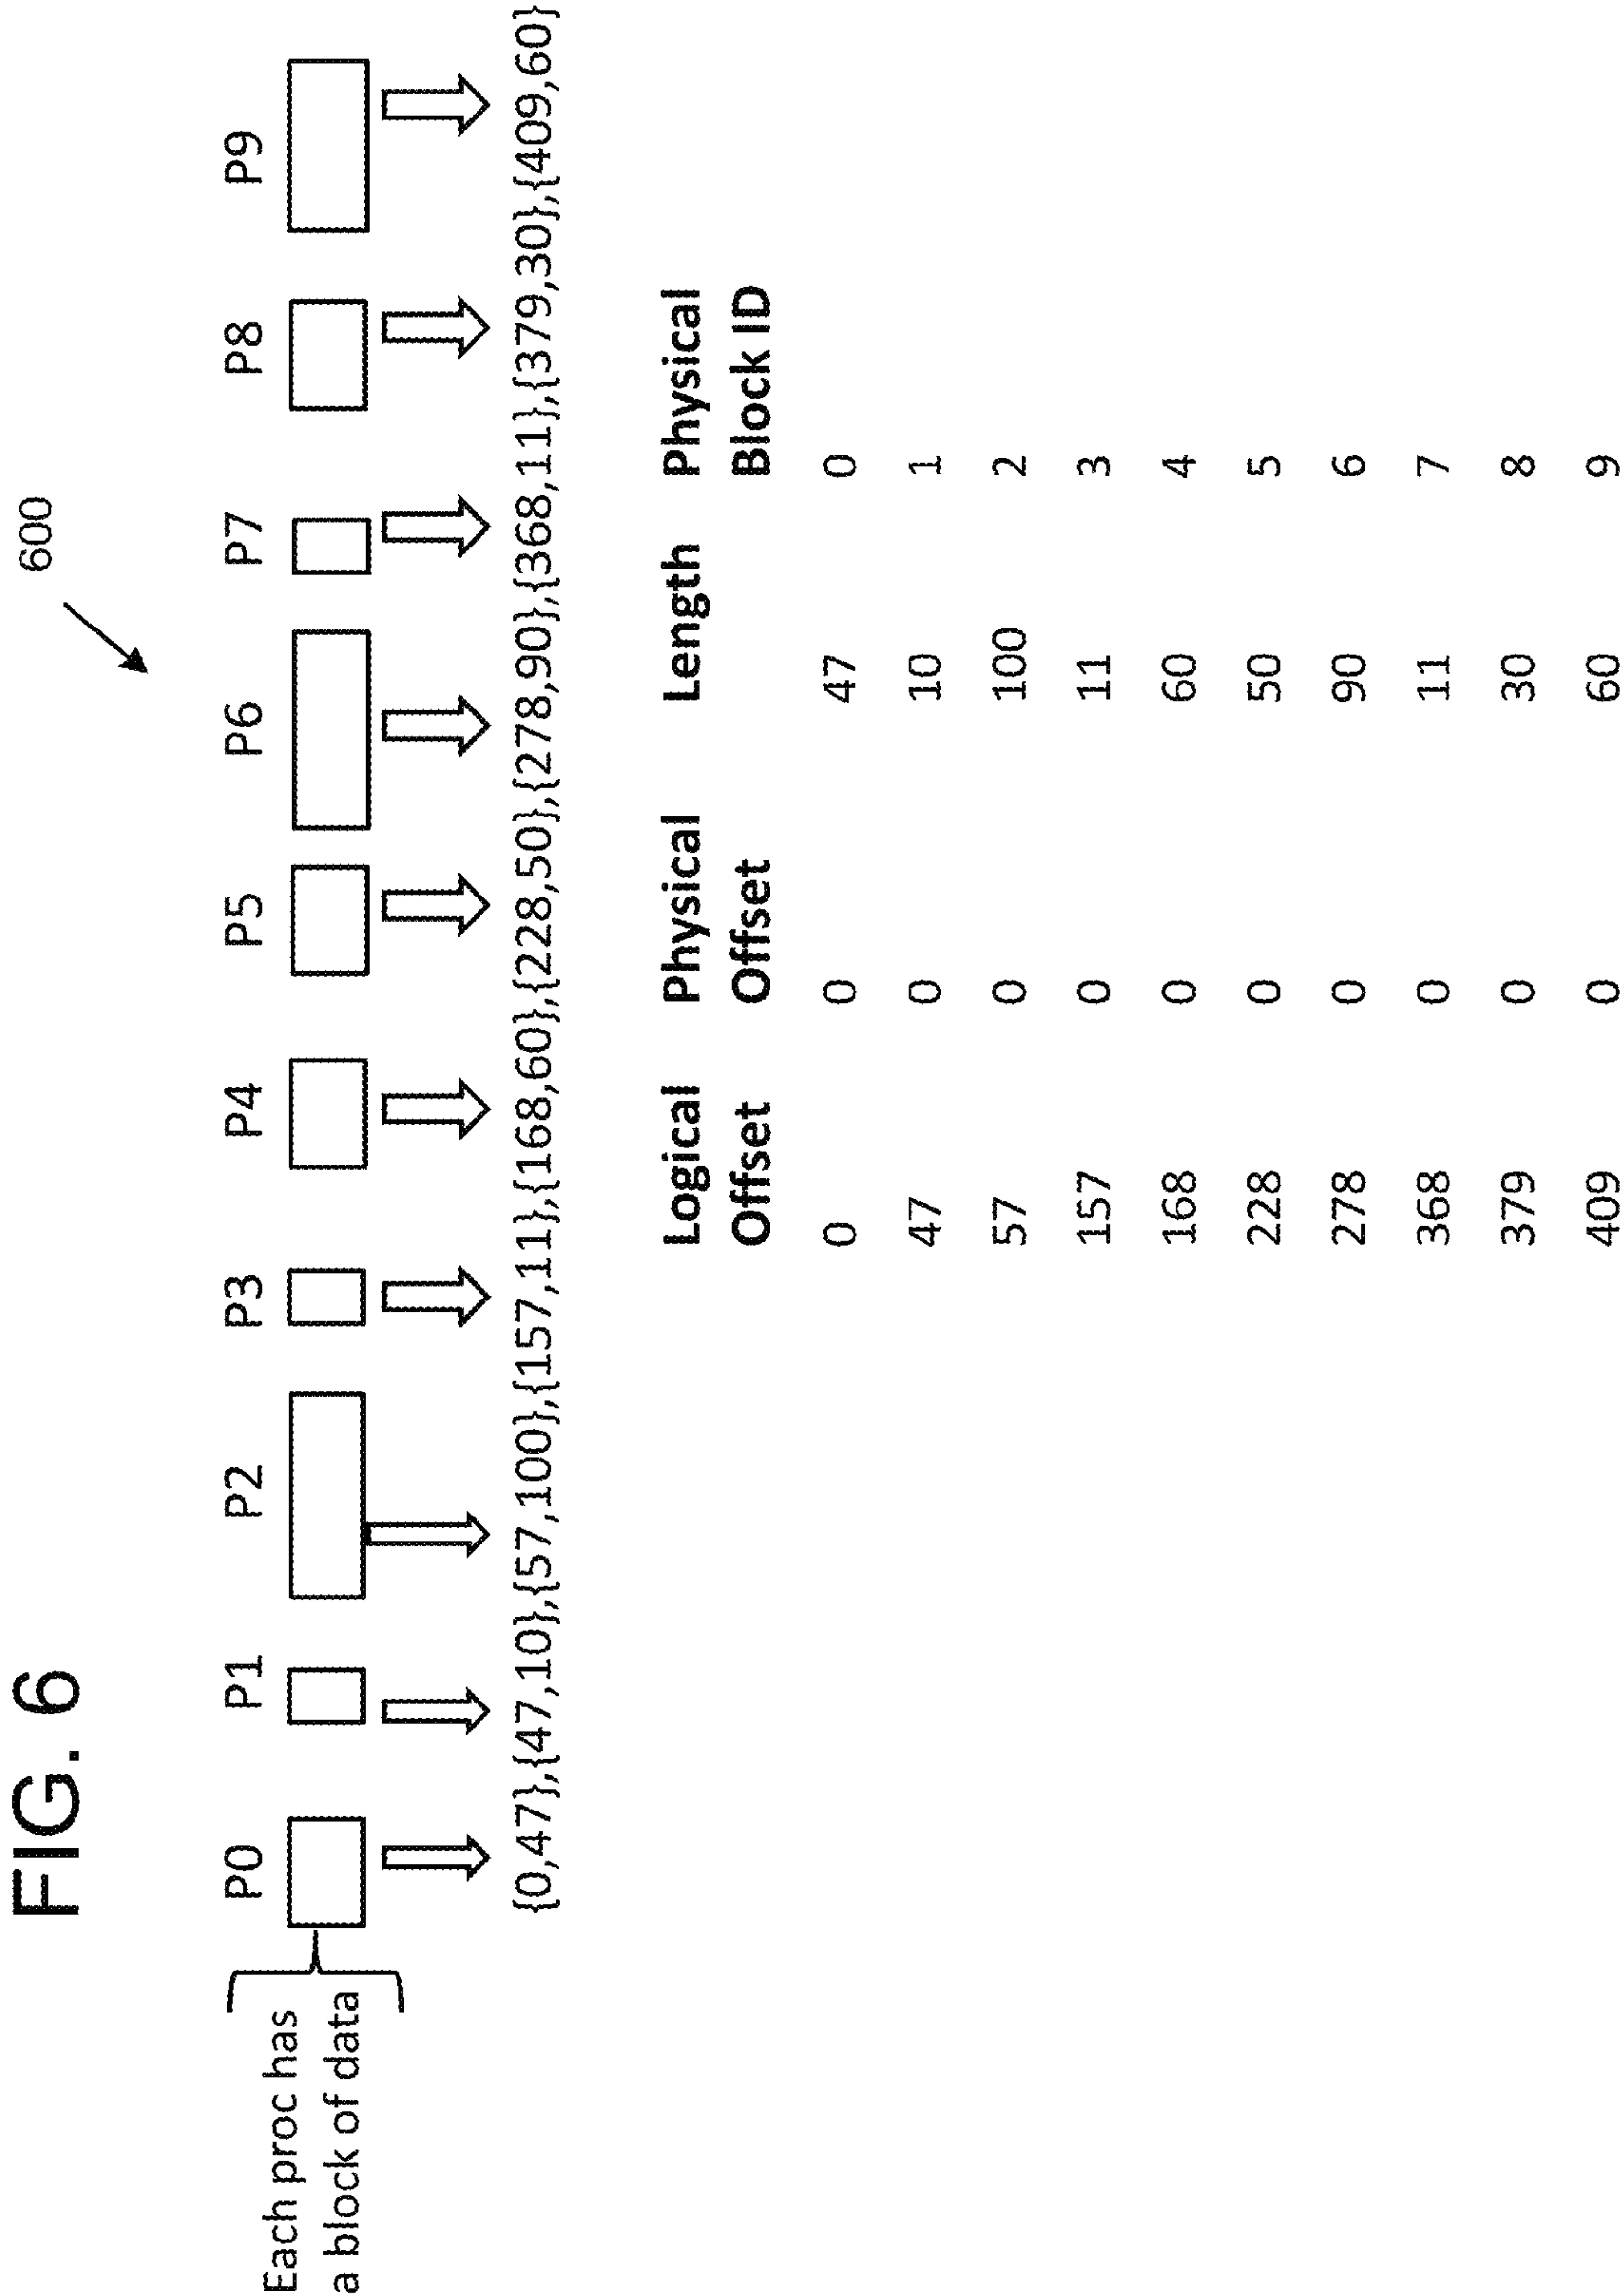 FIG. 6
600
P0 P1 P2 P3 P4 P5 P6 P7 P8 P9
Each proc has
a block of data
{0,47},{47,10},{57,100},{157,11},{168,60},{228,50},{278,90},{368,11},{379,30},{409,60}
Logical Physical Length Physical
Offset Offset Block ID
0 0 47 0
47 0 10 1
57 0 100 2
157 0 11 3
168 0 60 4
228 0 50 5
278 0 90 6
368 0 11 7
379 0 30 8
409 0 60 9